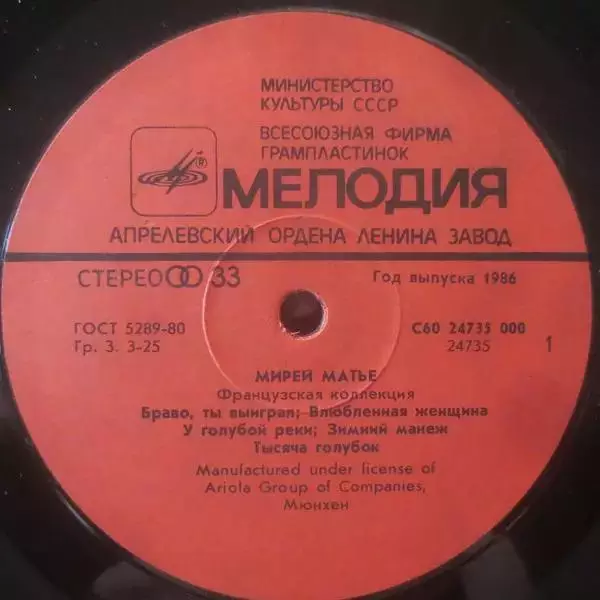 МИНИСТЕРСТВО
КУЛЬТУРЫ СССР
ВСЕСОЮЗНАЯ ФИРМА
ГРАМПЛАСТИНОК
®
МЕЛОДИЯ
АПРЕЛЕВСКИЙ ОРДЕНА ЛЕНИНА ЗАВОД
СТЕРЕО 33 Год выпуска 1986
ГОСТ 5289-80 С60 24735 000
Гр. 3. 3-25 24735 1
МИРЕЙ МАТЬЕ
Французская коллекция
Браво, ты выиграл; Влюбленная женщина
У голубой реки; Зимний манеж
Тысяча голубок
Manufactured under license of
Ariola Group of Companies,
Мюнхен